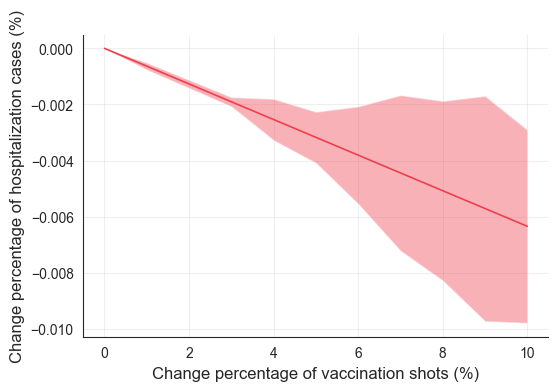 Change percentage of hospitalization cases (%)
0.000
−0.002
−0.004
−0.006
−0.008
−0.010
0 2 4 6 8 10
Change percentage of vaccination shots (%)